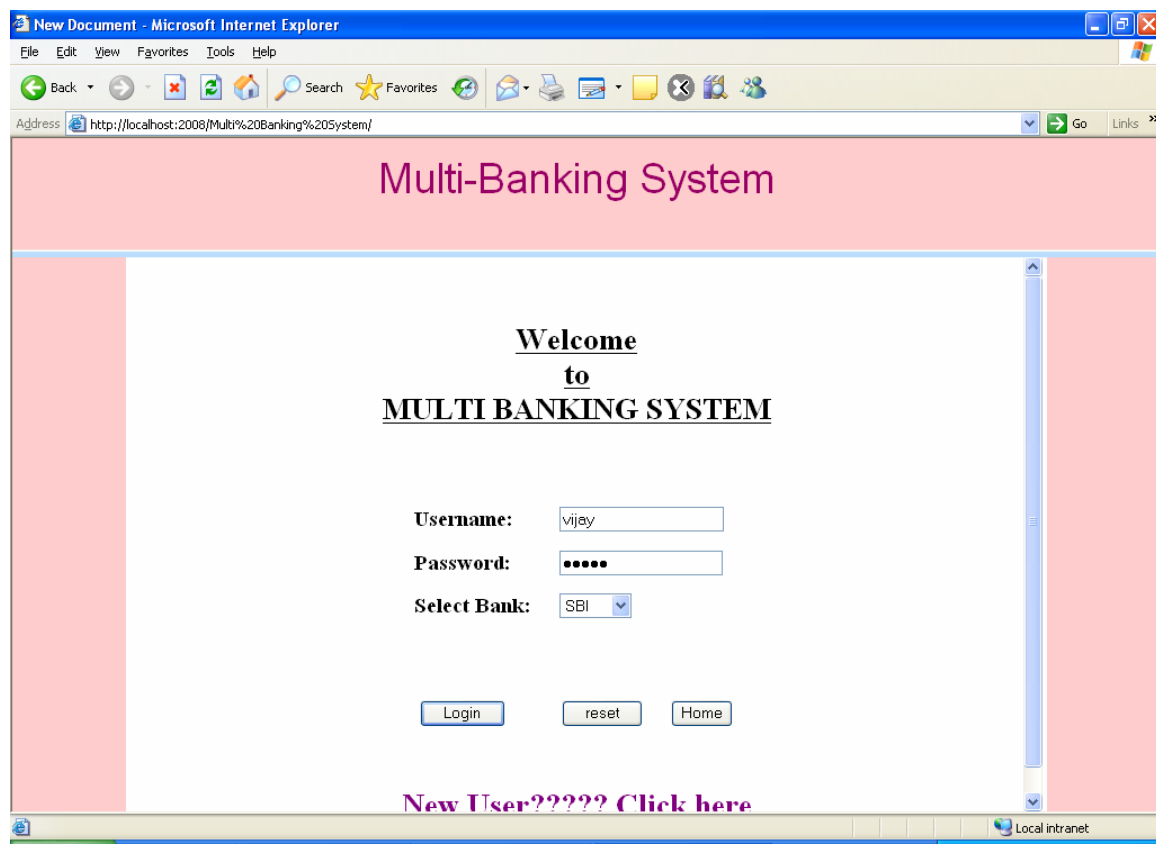 New Document - Microsoft Internet Explorer
File Edit View Favorites Tools Help
Back Search Favorites
Address http://localhost:2008/Multi%20Banking%20System/ Go Links »
Multi-Banking System
Welcome
to
MULTI BANKING SYSTEM
Username: vijay
Password: •••••
Select Bank: SBI
Login reset Home
New User????? Click here
Local intranet